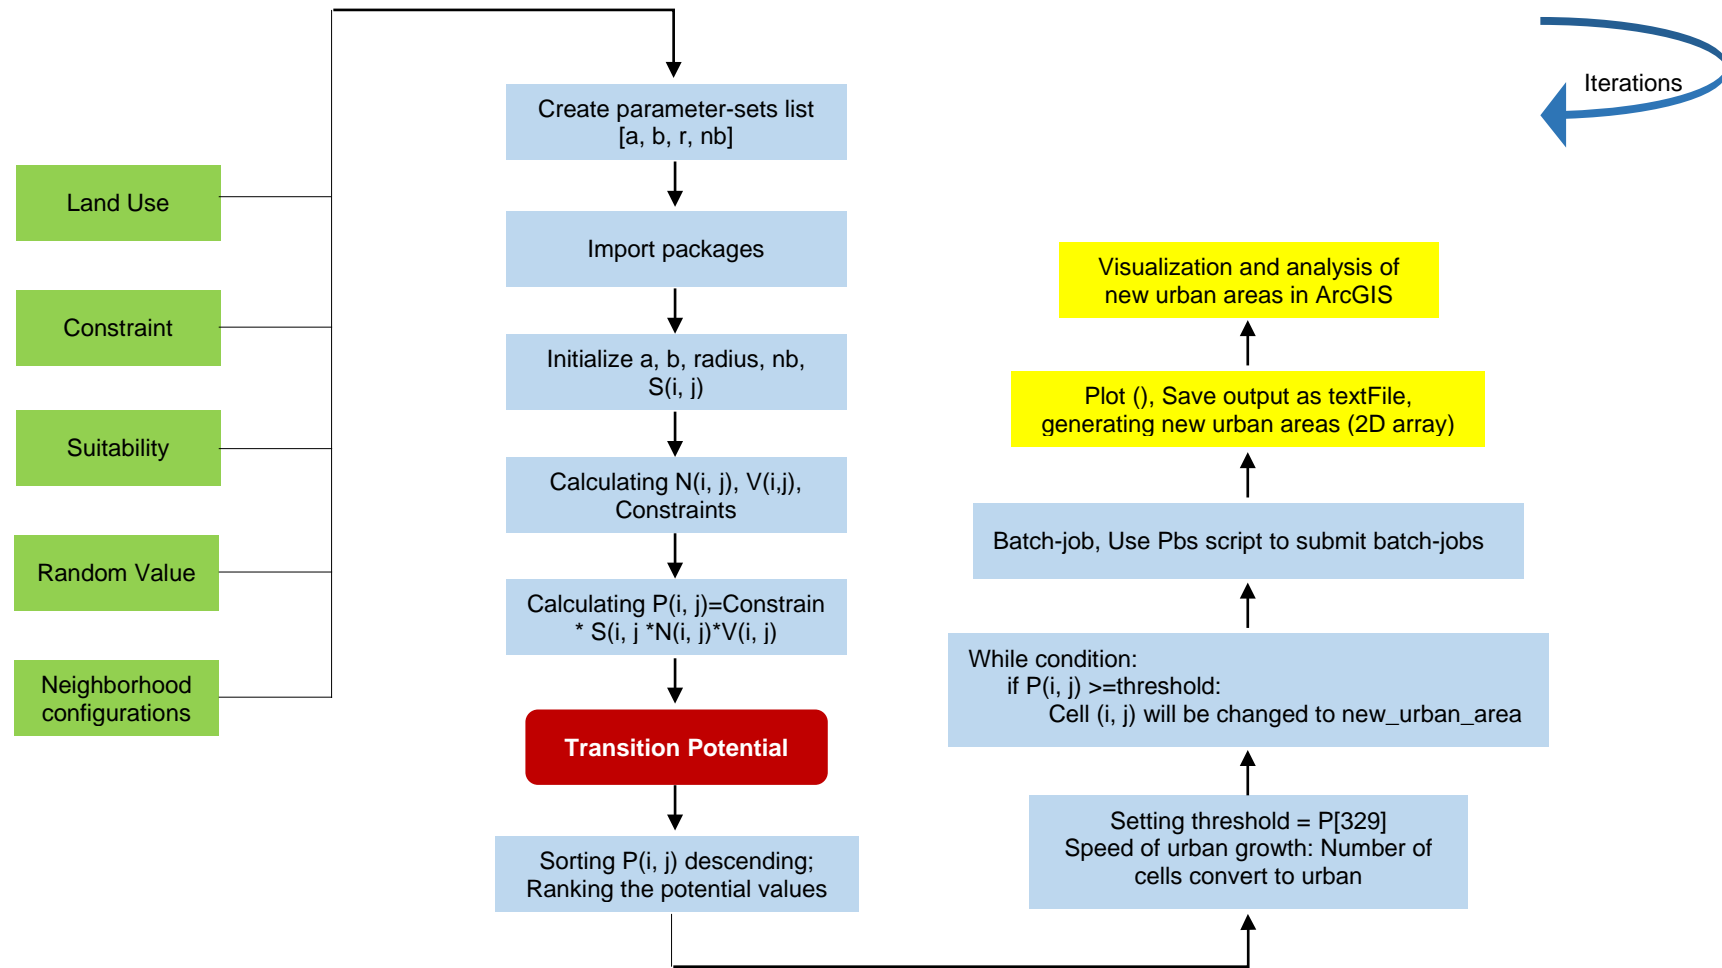 Iterations
Land Use
Constraint
Suitability
Random Value
Neighborhood
configurations
Create parameter-sets list
[a, b, r, nb]
Import packages
Initialize a, b, radius, nb,
S(i, j)
Calculating N(i, j), V(i,j),
Constraints
Calculating P(i, j)=Constrain
* S(i, j *N(i, j)*V(i, j)
Transition Potential
Sorting P(i, j) descending;
Ranking the potential values
Setting threshold = P[329]
Speed of urban growth: Number of
cells convert to urban
While condition:
if P(i, j) >=threshold:
Cell (i, j) will be changed to new_urban_area
Batch-job, Use Pbs script to submit batch-jobs
Plot (), Save output as textFile,
generating new urban areas (2D array)
Visualization and analysis of
new urban areas in ArcGIS